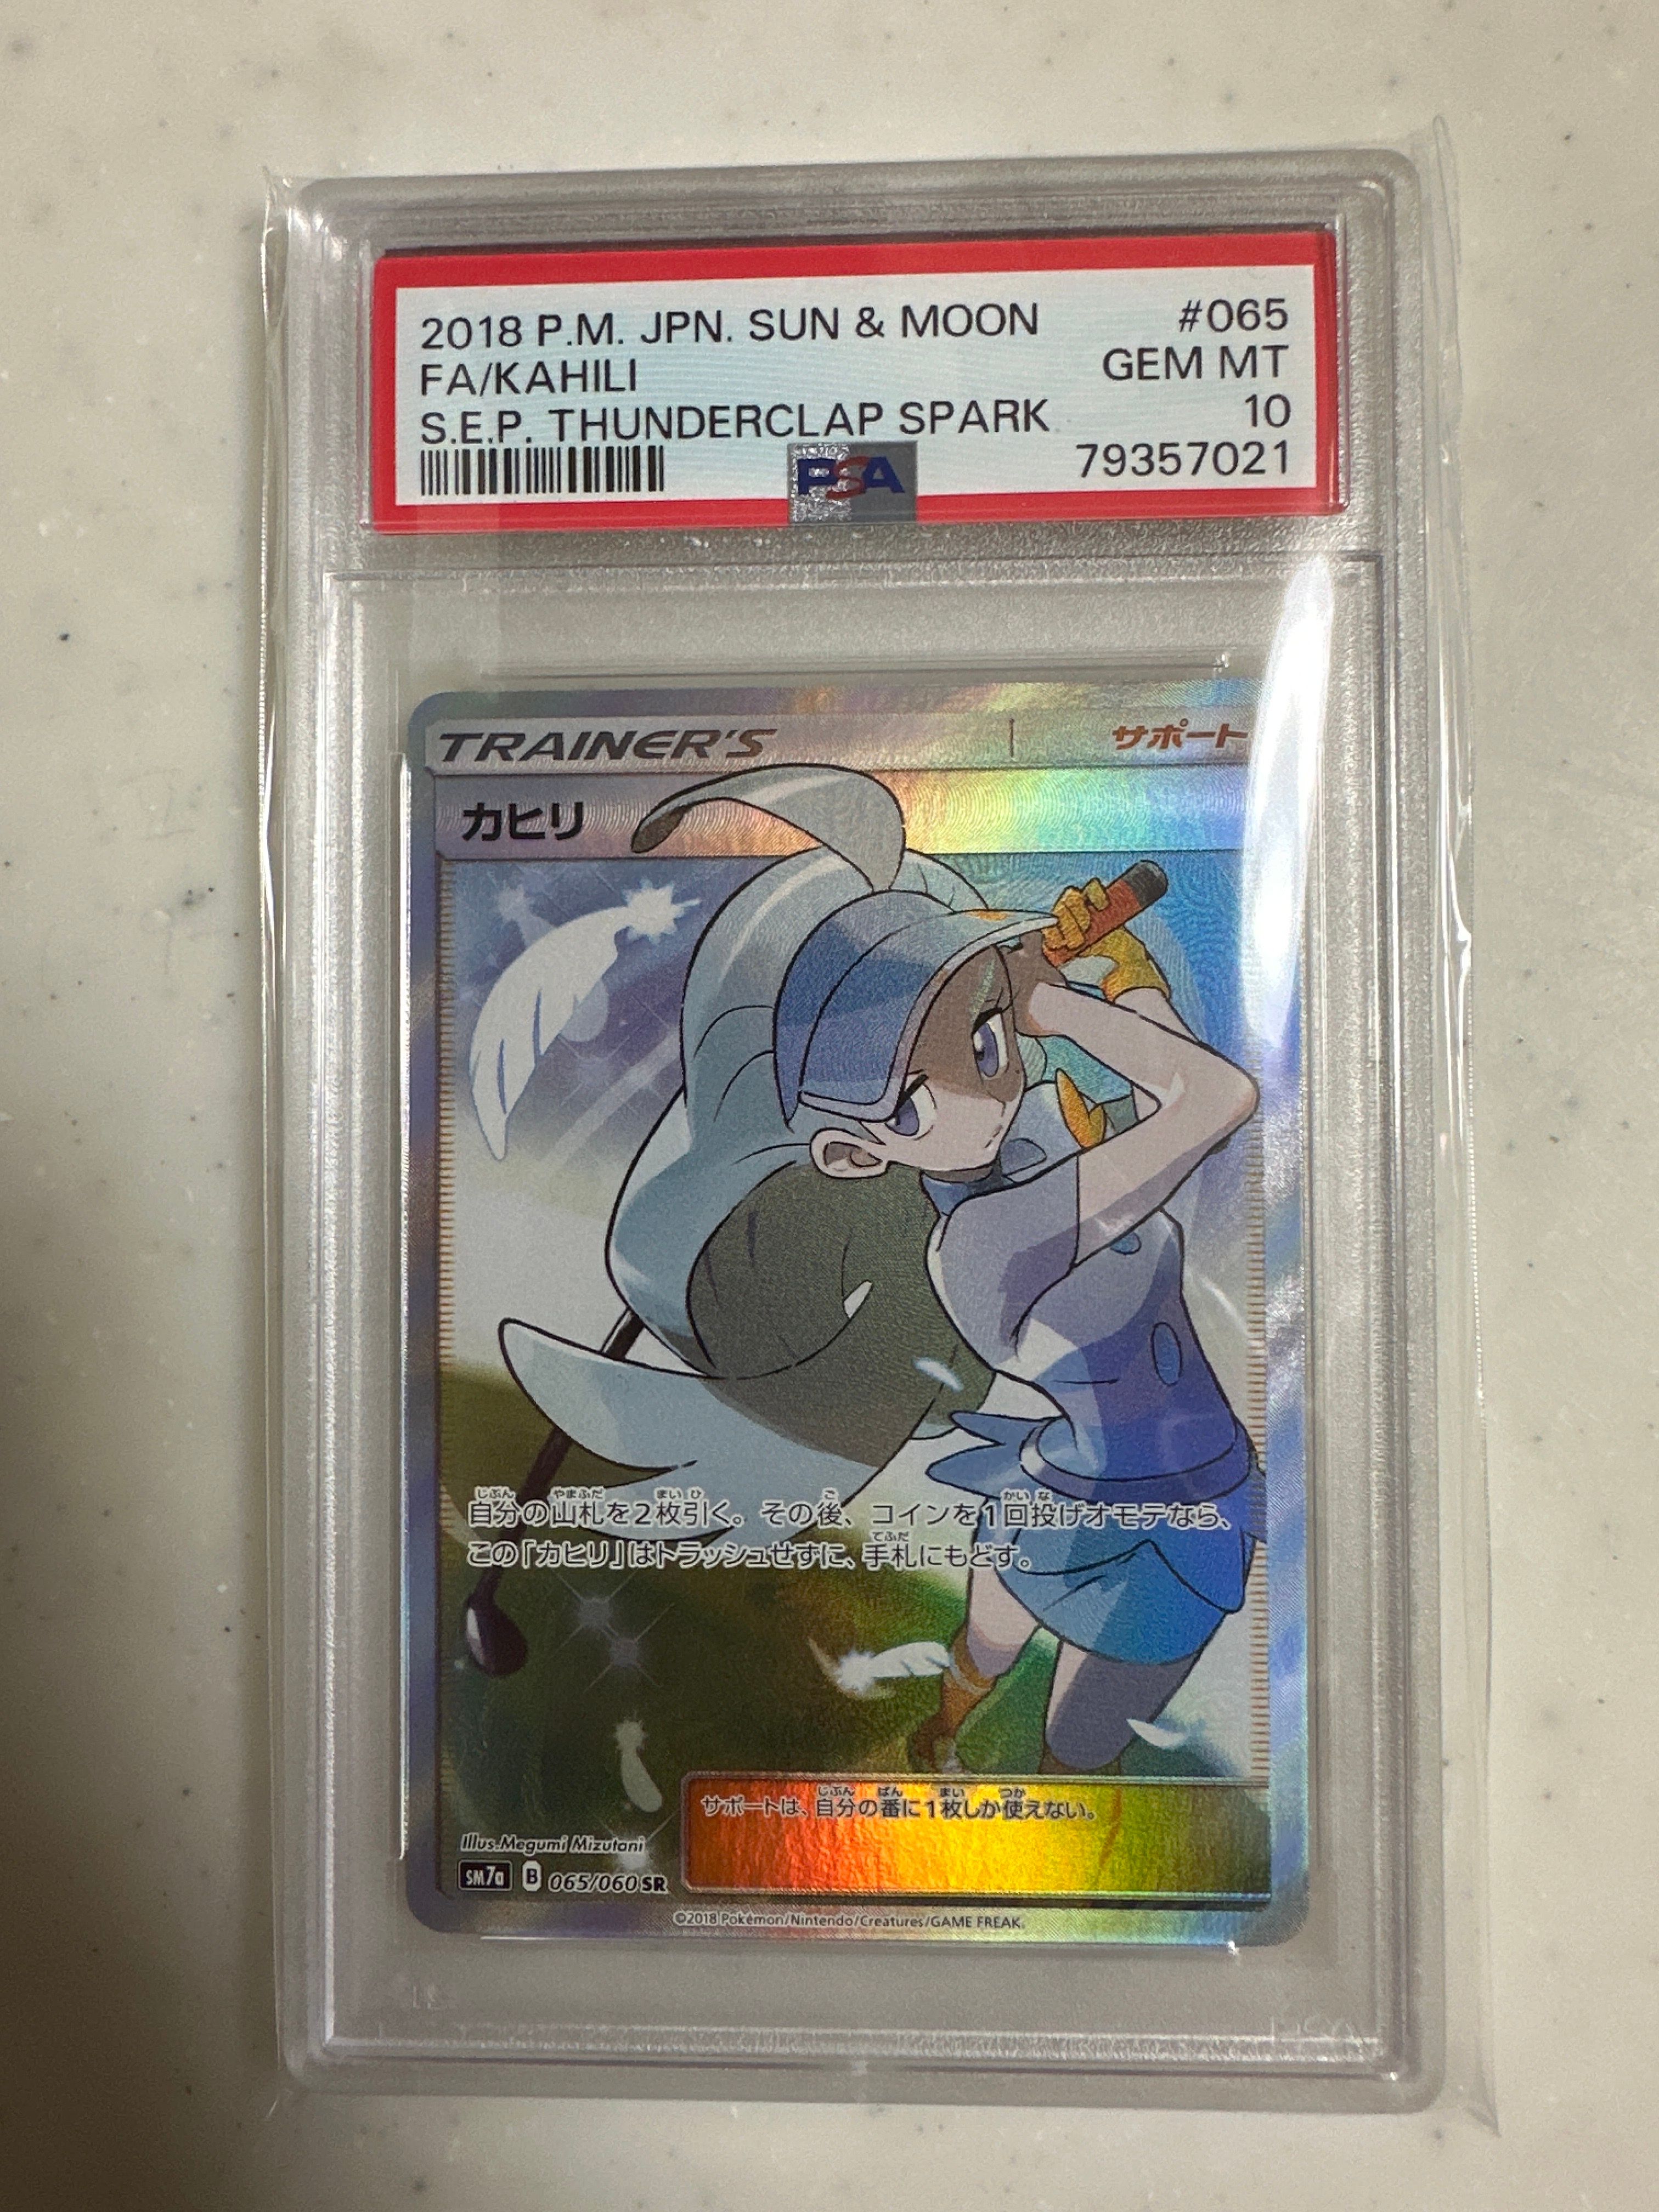 2018 P.M. JPN. SUN & MOON #065
FA/KAHILI GEM MT
S.E.P. THUNDERCLAP SPARK 10
PSA 79357021
TRAINER'S サポート
カヒリ
自分の山札を2枚引く。その後、コインを1回投げオモテなら、
この「カヒリ」はトラッシュせずに、手札にもどす。
サポートは、自分の番に1枚しか使えない。
Illus.Megumi Mizutani
SM7a B 065/060 SR
©2018 Pokémon/Nintendo/Creatures/GAME FREAK.